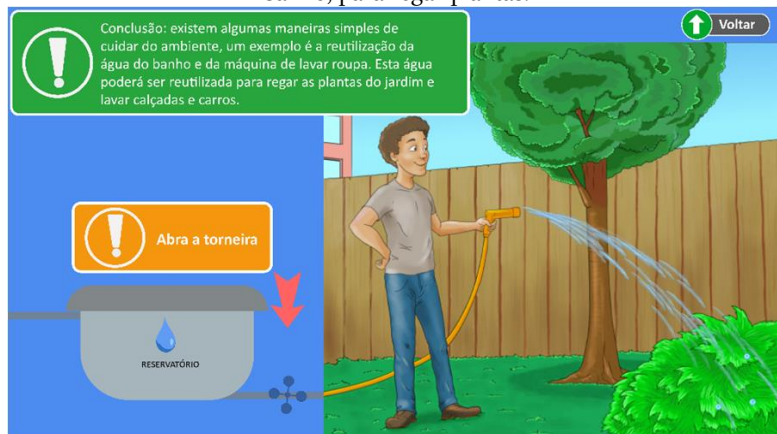 Conclusão: existem algumas maneiras simples de
cuidar do ambiente, um exemplo é a reutilização da
água do banho e da máquina de lavar roupa. Esta água
poderá ser reutilizada para regar as plantas do jardim e
lavar calçadas e carros.
Voltar
Abra a torneira
RESERVATÓRIO